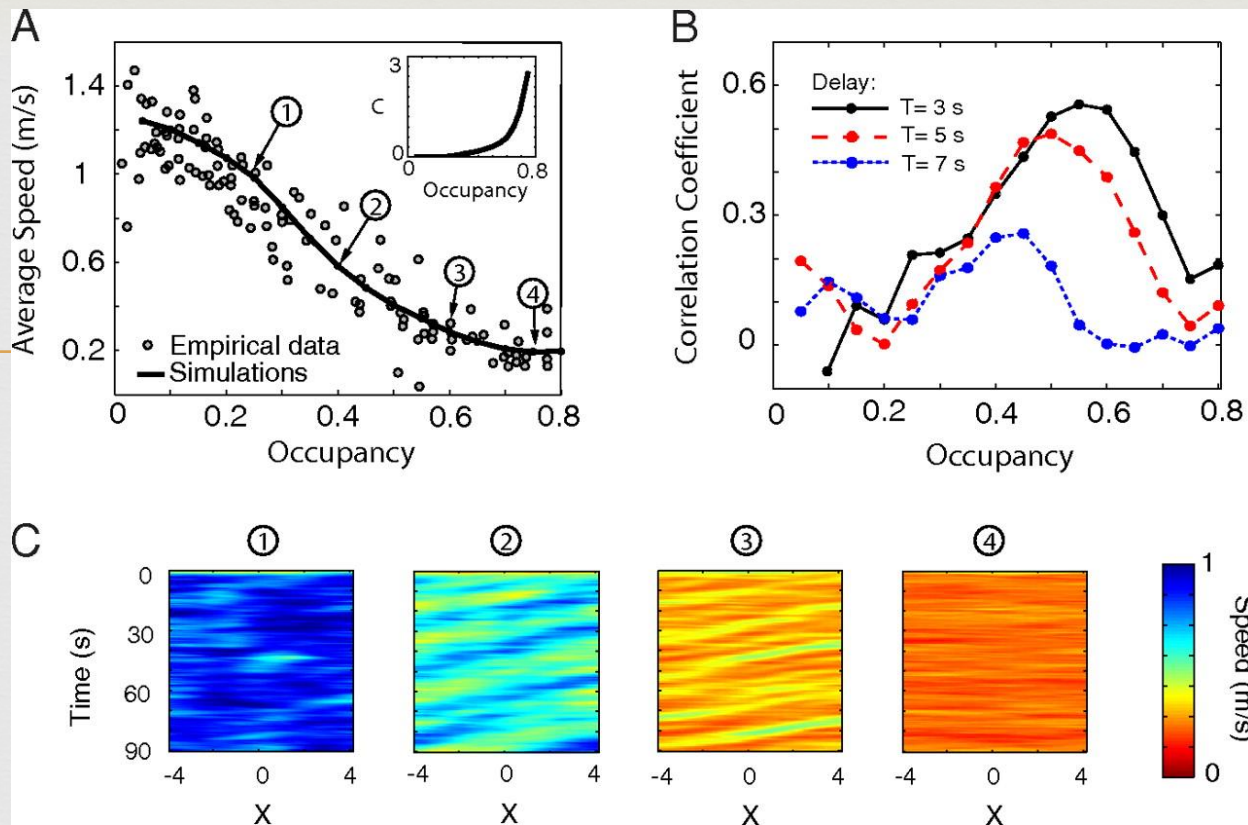 A
Average Speed (m/s)
1.4
1
0.6
0.2
0 0.2 0.4 0.6 0.8
Occupancy
1
2
3
4
Empirical data
Simulations
3
C
0
0 0.8
Occupancy
B
Correlation Coefficient
0.6
0.3
0
0 0.2 0.4 0.6 0.8
Occupancy
Delay:
T= 3 s
T= 5 s
T= 7 s
C
1
2
3
4
Time (s)
0
30
60
90
-4 0 4
X
-4 0 4
X
-4 0 4
X
-4 0 4
X
1
0
Speed (m/s)